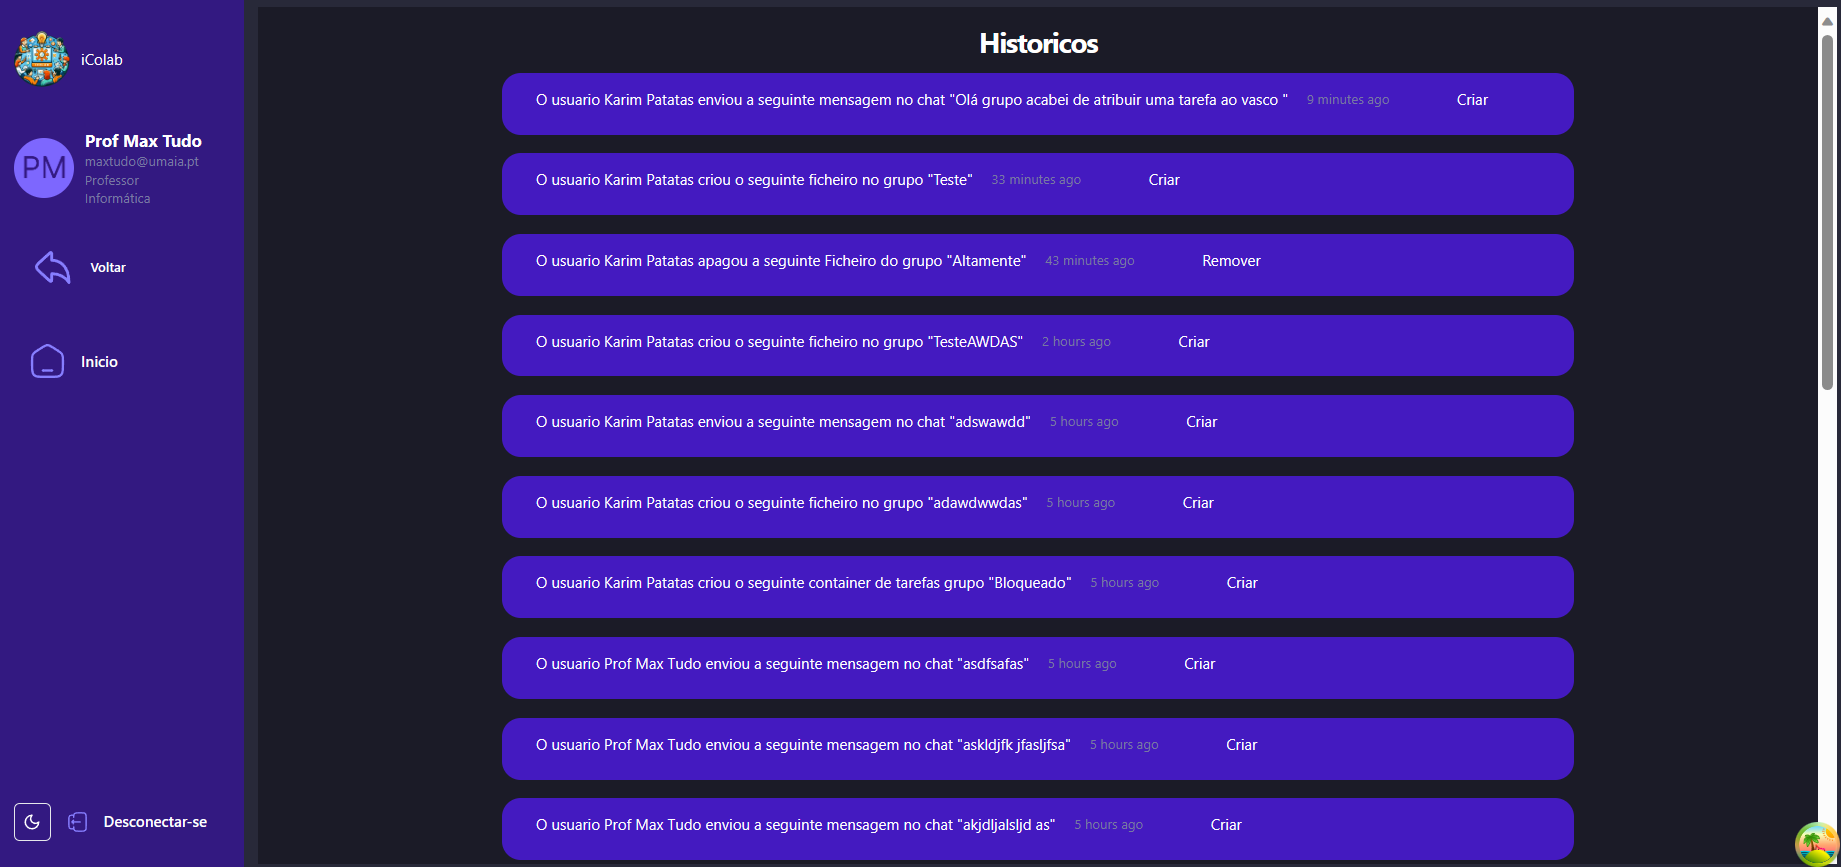 iColab
Prof Max Tudo
PM
maxtudo@umaia.pt
Professor
Informática
Voltar
Inicio
Desconectar-se
Historicos
O usuario Karim Patatas enviou a seguinte mensagem no chat "Olá grupo acabei de atribuir uma tarefa ao vasco " 9 minutes ago Criar
O usuario Karim Patatas criou o seguinte ficheiro no grupo "Teste" 33 minutes ago Criar
O usuario Karim Patatas apagou a seguinte Ficheiro do grupo "Altamente" 43 minutes ago Remover
O usuario Karim Patatas criou o seguinte ficheiro no grupo "TesteAWDAS" 2 hours ago Criar
O usuario Karim Patatas enviou a seguinte mensagem no chat "adswawdd" 5 hours ago Criar
O usuario Karim Patatas criou o seguinte ficheiro no grupo "adawdwwdas" 5 hours ago Criar
O usuario Karim Patatas criou o seguinte container de tarefas grupo "Bloqueado" 5 hours ago Criar
O usuario Prof Max Tudo enviou a seguinte mensagem no chat "asdfsafas" 5 hours ago Criar
O usuario Prof Max Tudo enviou a seguinte mensagem no chat "askldjfk jfasljfsa" 5 hours ago Criar
O usuario Prof Max Tudo enviou a seguinte mensagem no chat "akjdljalsljd as" 5 hours ago Criar